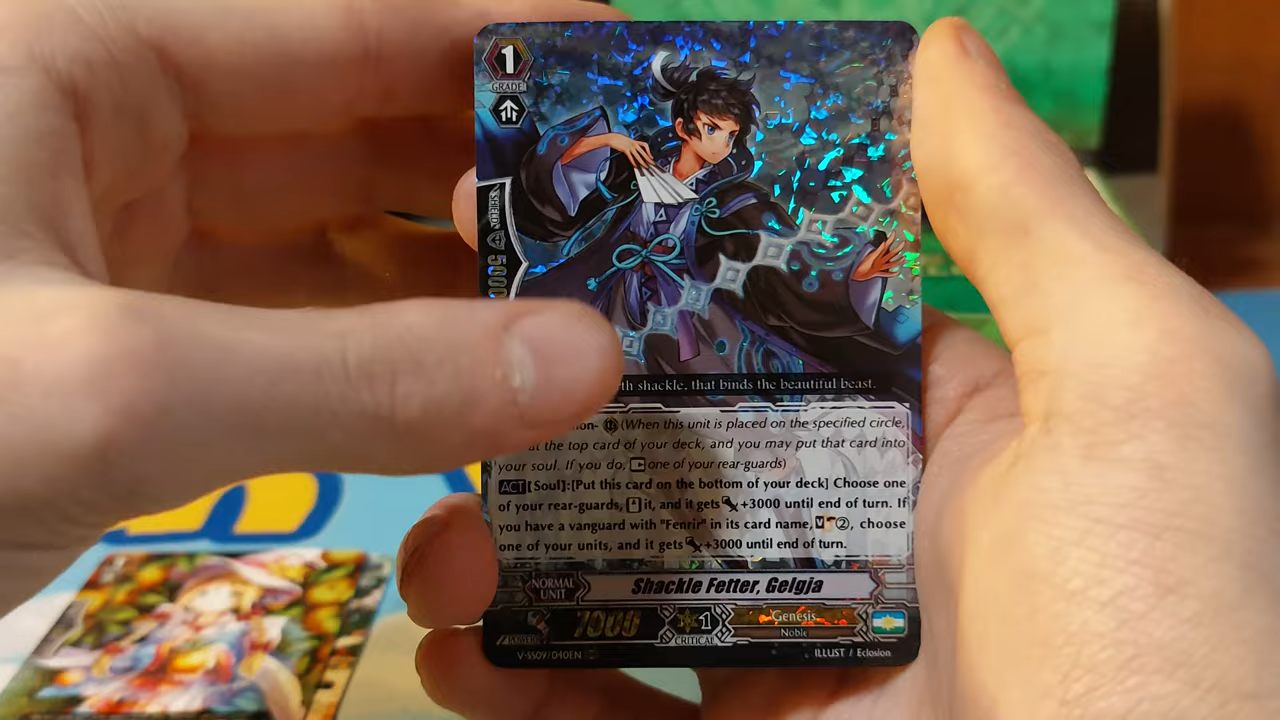 1
GRADE
SHIELD
5000
th shackle, that binds the beautiful beast.
on- (When this unit is placed on the specified circle,
at the top card of your deck, and you may put that card into
your soul. If you do, one of your rear-guards)
ACT [Soul]:[Put this card on the bottom of your deck] Choose one
of your rear-guards, it, and it gets +3000 until end of turn. If
you have a vanguard with "Fenrir" in its card name, ②, choose
one of your units, and it gets +3000 until end of turn.
NORMAL
UNIT
Shackle Fetter, Gelgja
POWER
7000
1
CRITICAL
Genesis
Noble
V-SS09/040EN
ILLUST / Eclosion